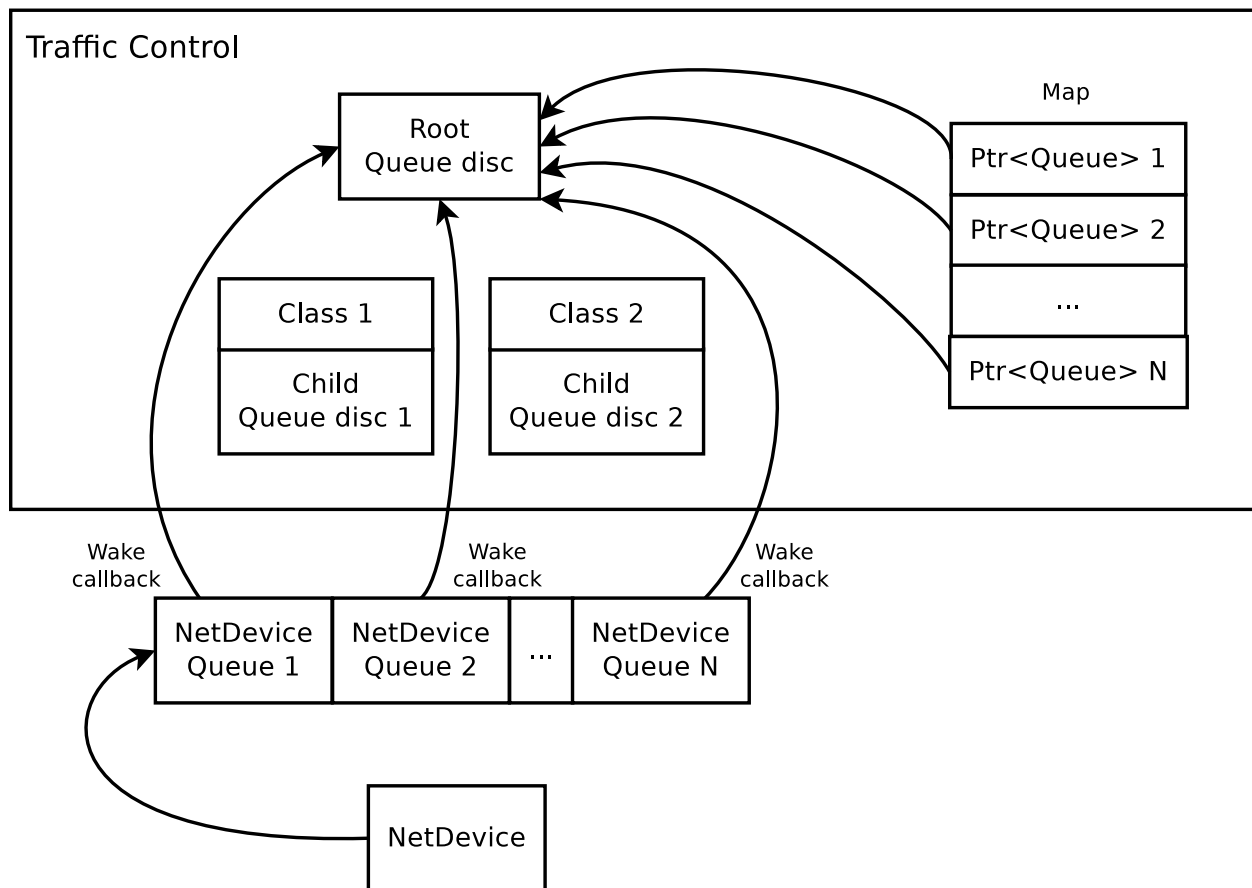 Traffic Control
Map
Root
Queue disc
Ptr<Queue> 1
Ptr<Queue> 2
...
Ptr<Queue> N
Class 1
Child
Queue disc 1
Class 2
Child
Queue disc 2
Wake
callback
Wake
callback
Wake
callback
NetDevice
Queue 1
NetDevice
Queue 2
...
NetDevice
Queue N
NetDevice